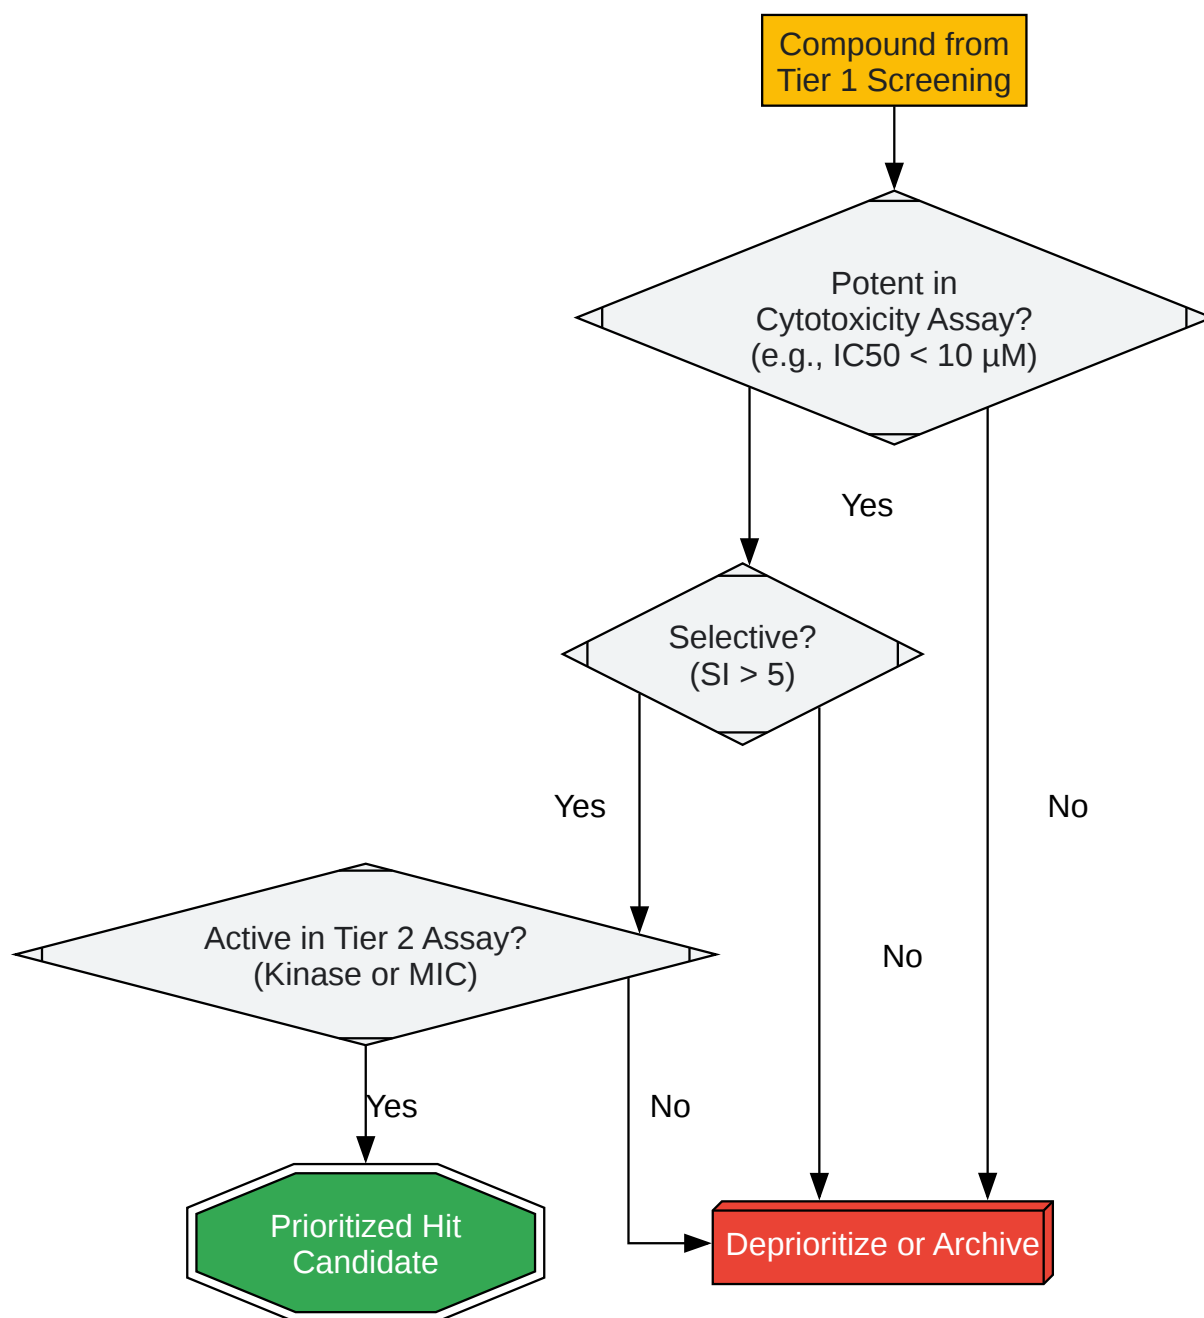 Compound from
Tier 1 Screening
Potent in
Cytotoxicity Assay?
(e.g., IC50 < 10 µM)
Yes
Selective?
(SI > 5)
Yes
No
No
Active in Tier 2 Assay?
(Kinase or MIC)
Yes
No
Prioritized Hit
Candidate
Deprioritize or Archive